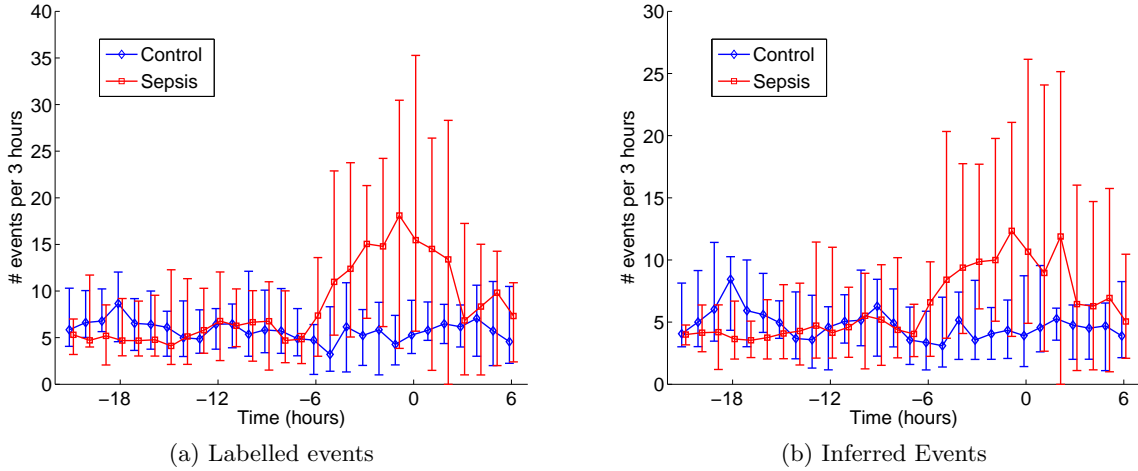 40
35
30
25
20
15
10
5
0
# events per 3 hours
Control
Sepsis
−18
−12
−6
0
6
Time (hours)
(a) Labelled events
30
25
20
15
10
5
0
# events per 3 hours
Control
Sepsis
−18
−12
−6
0
6
Time (hours)
(b) Inferred Events